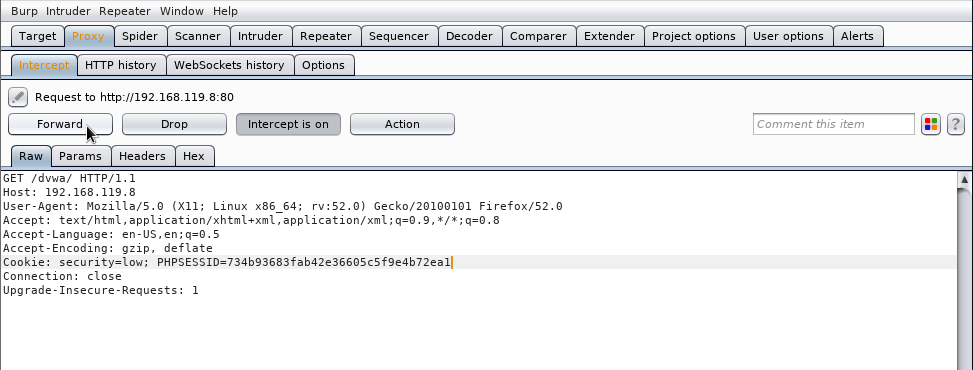 Burp Intruder Repeater Window Help
Target Proxy Spider Scanner Intruder Repeater Sequencer Decoder Comparer Extender Project options User options Alerts
Intercept HTTP history WebSockets history Options
Request to http://192.168.119.8:80
Forward Drop Intercept is on Action Comment this item ?
Raw Params Headers Hex
GET /dvwa/ HTTP/1.1
Host: 192.168.119.8
User-Agent: Mozilla/5.0 (X11; Linux x86_64; rv:52.0) Gecko/20100101 Firefox/52.0
Accept: text/html,application/xhtml+xml,application/xml;q=0.9,*/*;q=0.8
Accept-Language: en-US,en;q=0.5
Accept-Encoding: gzip, deflate
Cookie: security=low; PHPSESSID=734b93683fab42e36605c5f9e4b72ea1
Connection: close
Upgrade-Insecure-Requests: 1